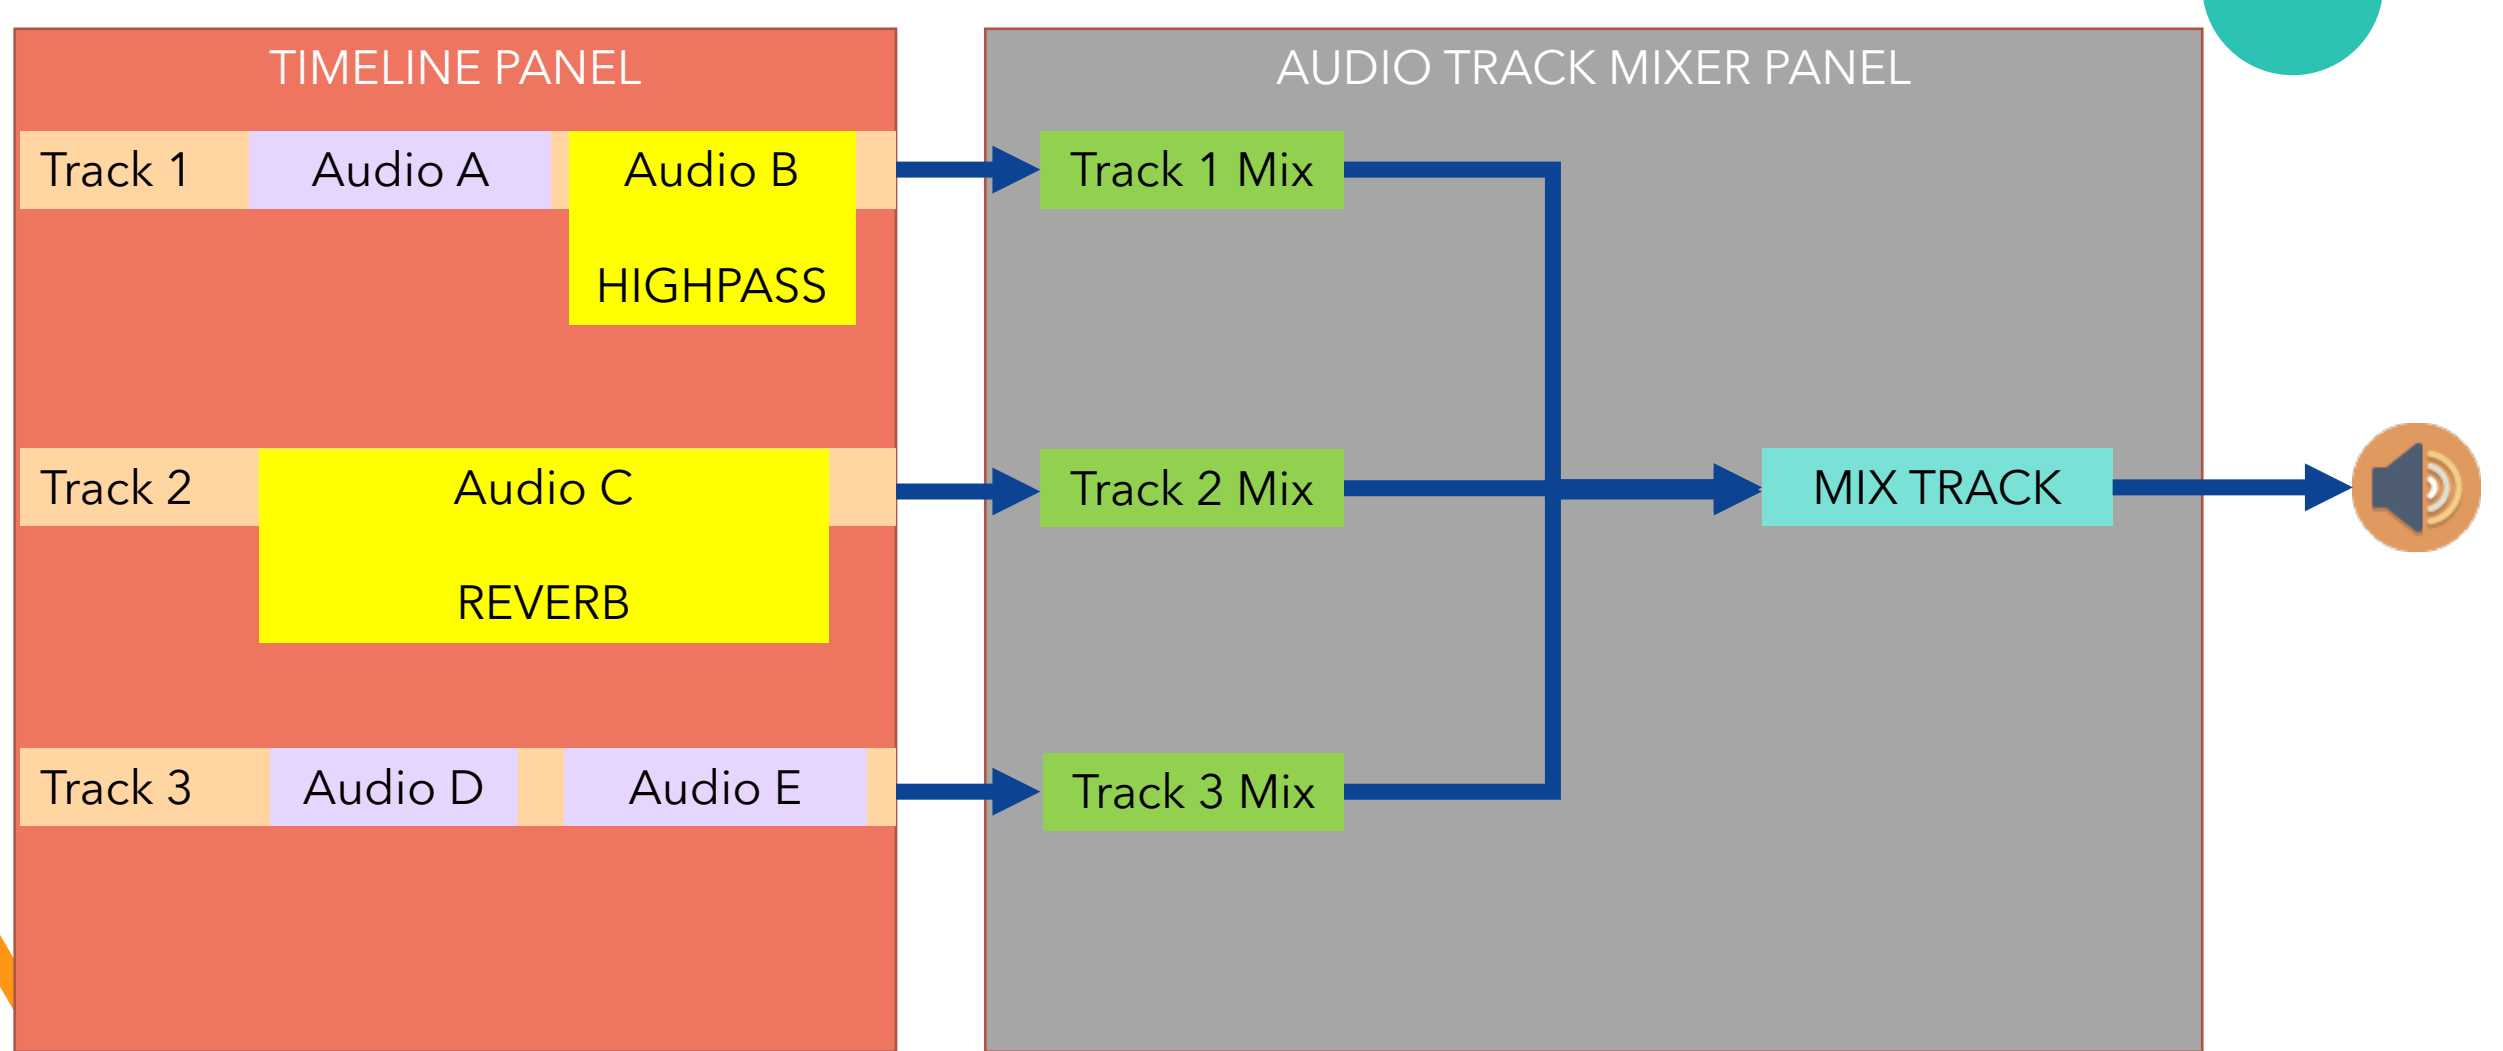 TIMELINE PANEL
AUDIO TRACK MIXER PANEL
Track 1
Audio A
Audio B
HIGHPASS
Track 1 Mix
Track 2
Audio C
REVERB
Track 2 Mix
MIX TRACK
Track 3
Audio D
Audio E
Track 3 Mix